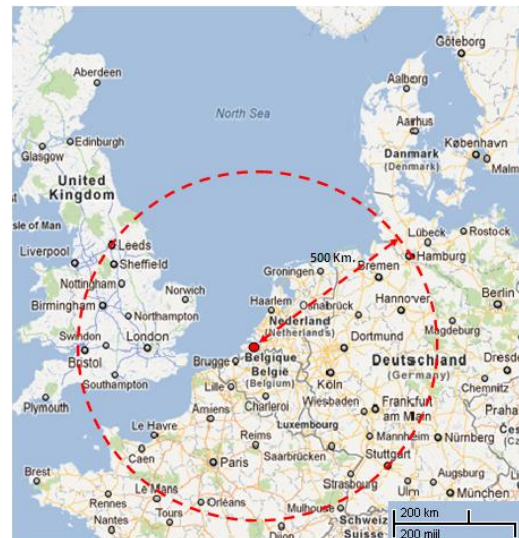 Göteborg
Aberdeen
Aalborg
North Sea
Aarhus
Edinburgh
Glasgow
Danmark
(Denmark)
København
Malm
United
Kingdom
sle of Man
Leeds
Lübeck
Rostock
Hamburg
500 Km.
Liverpool
Sheffield
Groningen
Bremen
Nottingham
Norwich
Berlin
Birmingham
Haarlem
Osnabrück
Hannover
Northampton
Nederland
(Netherlands)
Magdeburg
Swindon
London
Dortmund
Bristol
Brugge
Belgique
België
(Belgium)
Deutschland
(Germany)
Dresde
Southampton
Lille
Köln
Chemnitz
Plymouth
Charleroi
Amiens
Wiesbaden
Frankfurt
am Main
Praha
Luxembourg
Le Havre
Reims
Mannheim
Nürnberg
Čes
Caen
Saarbrücken
Paris
Stuttgart
Brest
Strasbourg
Augsburg
Rennes
Le Mans
Orléans
Ulm
München
Mulhouse
Nantes
Tours
Dijon
Schweiz
Suisse
200 km
200 mijl